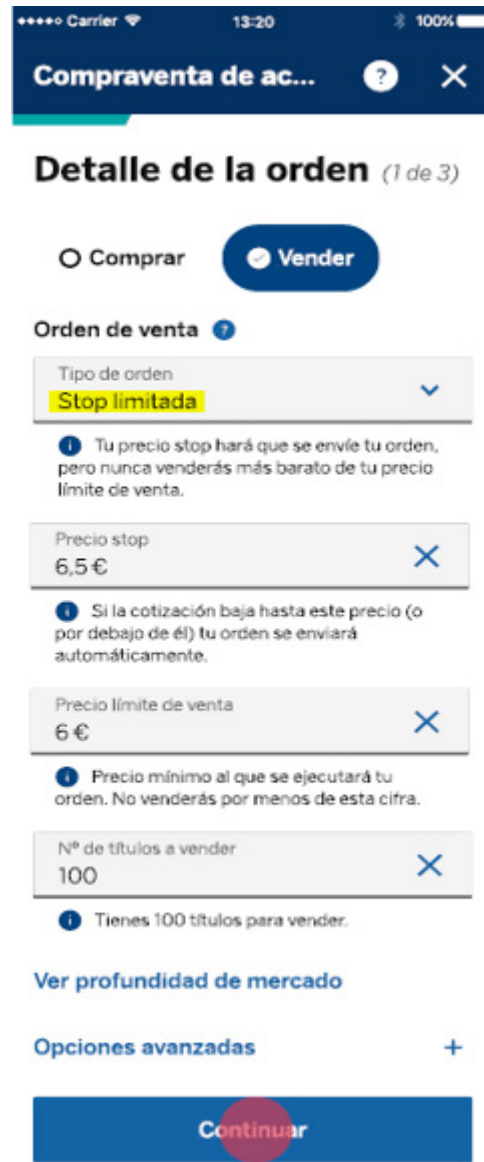 Carrier 13:20 100%
Compraventa de ac... ?
Detalle de la orden (1 de 3)
Comprar Vender
Orden de venta ?
Tipo de orden
Stop limitada
Tu precio stop hará que se envíe tu orden,
pero nunca venderás más barato de tu precio
límite de venta.
Precio stop
6,5 €
Si la cotización baja hasta este precio (o
por debajo de él) tu orden se enviará
automáticamente.
Precio límite de venta
6 €
Precio mínimo al que se ejecutará tu
orden. No venderás por menos de esta cifra.
Nº de títulos a vender
100
Tienes 100 títulos para vender.
Ver profundidad de mercado
Opciones avanzadas +
Continuar